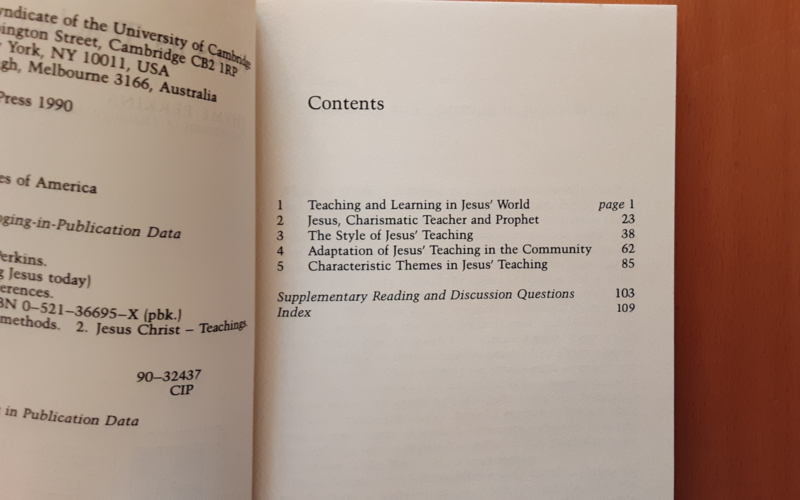 yndicate of the University of Cambridge
ington Street, Cambridge CB2 1RP
York, NY 10011, USA
gh, Melbourne 3166, Australia
Press 1990
es of America
ging-in-Publication Data
erkins.
g Jesus today)
erences.
BN 0–521–36695–X (pbk.)
methods. 2. Jesus Christ – Teachings.
90–32437
CIP
in Publication Data
Contents
1 Teaching and Learning in Jesus' World page 1
2 Jesus, Charismatic Teacher and Prophet 23
3 The Style of Jesus' Teaching 38
4 Adaptation of Jesus' Teaching in the Community 62
5 Characteristic Themes in Jesus' Teaching 85
Supplementary Reading and Discussion Questions 103
Index 109